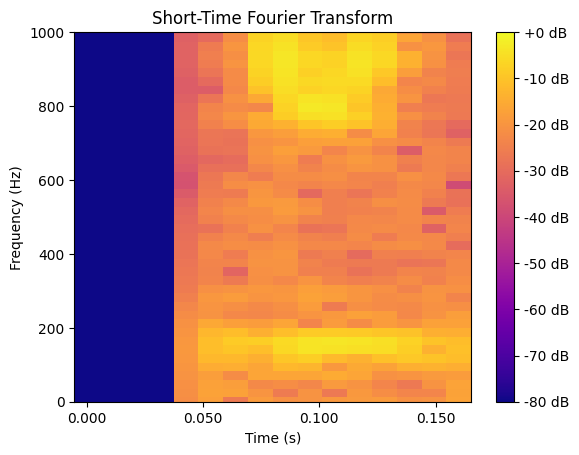 Short-Time Fourier Transform
1000
800
600
400
200
0
Frequency (Hz)
0.000
0.050
0.100
0.150
Time (s)
+0 dB
-10 dB
-20 dB
-30 dB
-40 dB
-50 dB
-60 dB
-70 dB
-80 dB